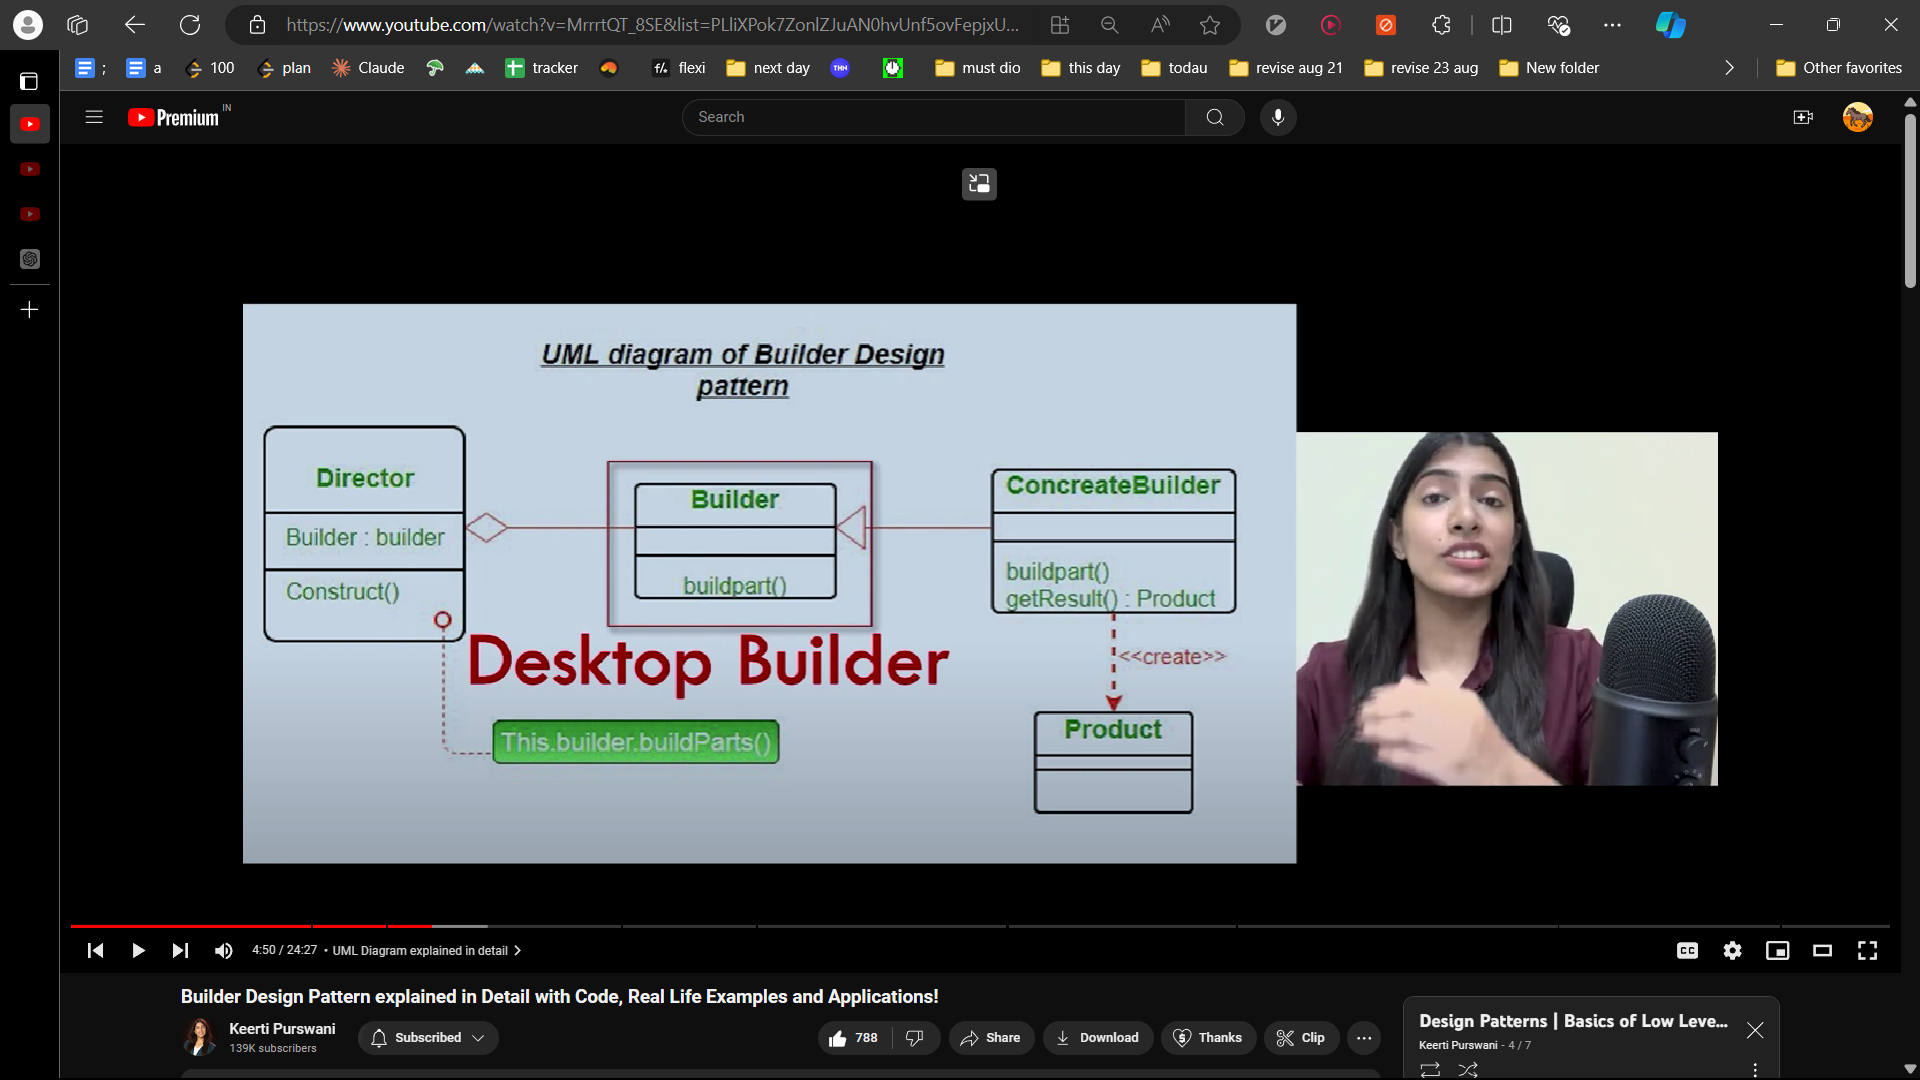 https://www.youtube.com/watch?v=MrrrtQT_8SE&list=PLliXPok7ZonlZJuAN0hvUnf5ovFepjxU...
;
a
100
plan
Claude
tracker
flexi
next day
THN
must dio
this day
todau
revise aug 21
revise 23 aug
New folder
Other favorites
Premium IN
Search
UML diagram of Builder Design
pattern
Director
Builder : builder
Construct()
Builder
buildpart()
ConcreateBuilder
buildpart()
getResult() : Product
Desktop Builder
<<create>>
This.builder.buildParts()
Product
4:50 / 24:27 • UML Diagram explained in detail
CC
Builder Design Pattern explained in Detail with Code, Real Life Examples and Applications!
Keerti Purswani
139K subscribers
Subscribed
788
Share
Download
Thanks
Clip
Design Patterns | Basics of Low Leve...
Keerti Purswani - 4 / 7